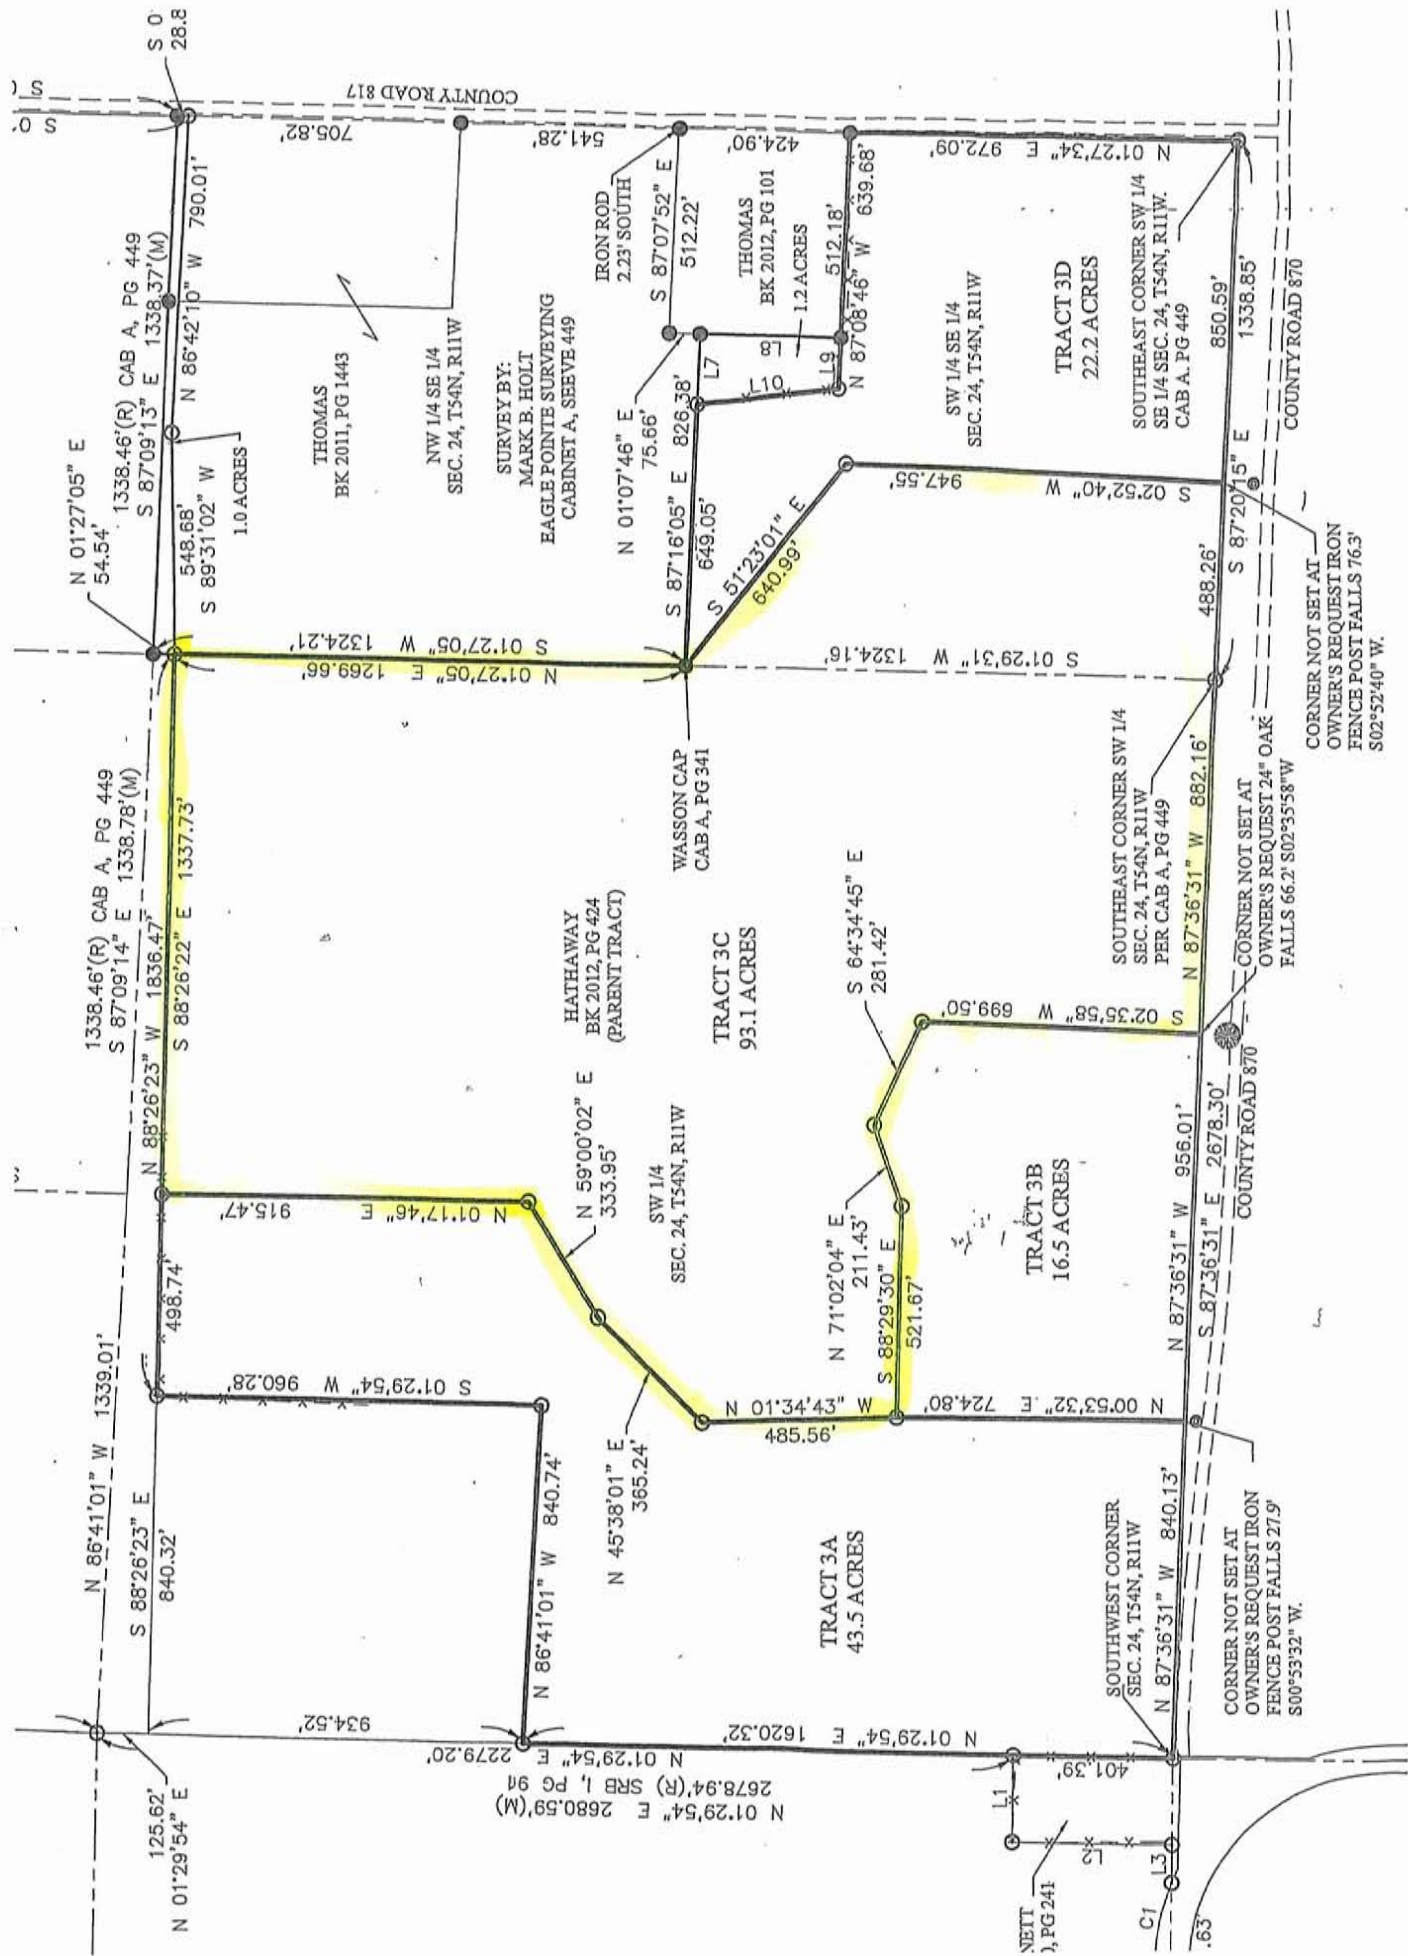 125.62'
N 01°29'54" E
N 86°41'01" W 1339.01'
S 88°26'23" E
840.32'
934.52'
N 01°29'54" E 2279.20'
2678.94'(R) SRB 1, PG 91
N 01°29'54" E 2680.59'(M)
S 01°29'54" W 960.28'
N 86°41'01" W 840.74'
498.74'
N 88°26'23" W 1836.47'
S 88°26'22" E 1337.73'
1338.46'(R) CAB A, PG 449
S 87°09'14" E 1338.78'(M)
N 01°27'05" E
54.54'
1338.46'(R) CAB A, PG 449
S 87°09'13" E 1338.37'(M)
N 86°42'10" W 790.01'
548.68'
S 89°31'02" W
1.0 ACRES
S 0
28.8
S 0'
COUNTY ROAD 817
705.82'
541.28'
424.90'
N 01°27'34" E 972.09'
THOMAS
BK 2011, PG 1443
NW 1/4 SE 1/4
SEC. 24, T54N, R11W
SURVEY BY:
MARK B. HOLT
EAGLE POINTE SURVEYING
CABINET A, SEEVE 449
IRON ROD
2.23' SOUTH
S 87°07'52" E
512.22'
THOMAS
BK 2012, PG 101
1.2 ACRES
512.18'
N 87°08'46" W 639.68'
N 01°07'46" E
75.66'
S 87°16'05" E 826.38'
649.05'
L7
L8
L9
L10
S 01°27'05" W 1324.21'
N 01°27'05" E 1269.66'
S 51°23'01" E
640.99'
S 02°52'40" W 947.55'
SW 1/4 SE 1/4
SEC. 24, T54N, R11W
TRACT 3D
22.2 ACRES
SOUTHEAST CORNER SW 1/4
SE 1/4 SEC. 24, T54N, R11W.
CAB A. PG 449
850.59'
1338.85'
S 87°20'15" E
488.26'
COUNTY ROAD 870
CORNER NOT SET AT
OWNER'S REQUEST IRON
FENCE POST FALLS 76.3'
S02°52'40" W.
S 01°29'31" W 1324.16'
WASSON CAP
CAB A, PG 341
HATHAWAY
BK 2012, PG 424
(PARENT TRACT)
TRACT 3C
93.1 ACRES
N 01°17'46" E 915.47'
N 59°00'02" E
333.95'
SW 1/4
SEC. 24, T54N, R11W
N 45°38'01" E
365.24'
N 01°34'43" W
485.56'
S 64°34'45" E
281.42'
N 71°02'04" E
211.43'
S 88°29'30" E
521.67'
S 02°35'58" W 699.50'
SOUTHEAST CORNER SW 1/4
SEC. 24, T54N, R11W
PER CAB A, PG 449
N 87°36'31" W 882.16'
CORNER NOT SET AT
OWNER'S REQUEST 24" OAK
FALLS 66.2' S02°35'58"W
TRACT 3B
16.5 ACRES
N 00°53'32" E 724.80'
N 87°36'31" W 956.01'
S 87°36'31" E 2678.30'
COUNTY ROAD 870
TRACT 3A
43.5 ACRES
N 01°29'54" E 1620.32'
401.39'
SOUTHWEST CORNER
SEC. 24, T54N, R11W
N 87°36'31" W 840.13'
CORNER NOT SET AT
OWNER'S REQUEST IRON
FENCE POST FALLS 27.9'
S00°53'32" W.
L1
L2
L3
NETT
), PG 241
C1
.63'